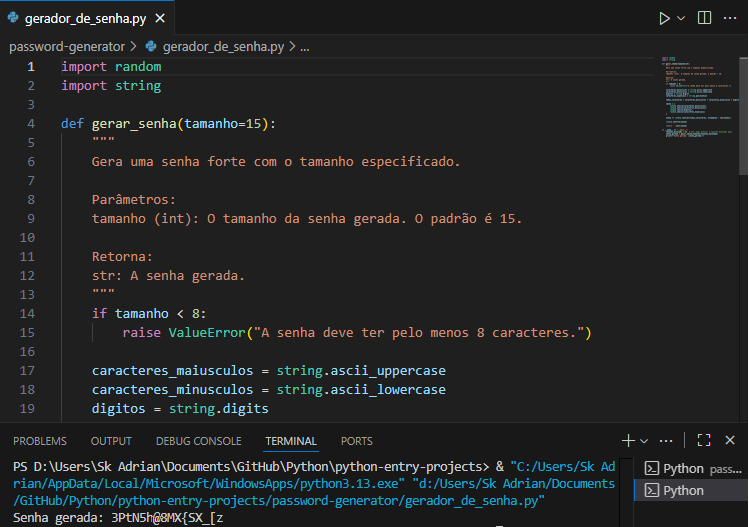 gerador_de_senha.py
password-generator > gerador_de_senha.py > ...
1 import random
2 import string
3
4 def gerar_senha(tamanho=15):
5 """
6 Gera uma senha forte com o tamanho especificado.
7
8 Parâmetros:
9 tamanho (int): O tamanho da senha gerada. O padrão é 15.
10
11 Retorna:
12 str: A senha gerada.
13 """
14 if tamanho < 8:
15 raise ValueError("A senha deve ter pelo menos 8 caracteres.")
16
17 caracteres_maiusculos = string.ascii_uppercase
18 caracteres_minusculos = string.ascii_lowercase
19 digitos = string.digits
PROBLEMS OUTPUT DEBUG CONSOLE TERMINAL PORTS
PS D:\Users\Sk Adrian\Documents\GitHub\Python\python-entry-projects> & "C:/Users/Sk Ad
rian/AppData/Local/Microsoft/WindowsApps/python3.13.exe" "d:/Users/Sk Adrian/Documents
/GitHub/Python/python-entry-projects/password-generator/gerador_de_senha.py"
Senha gerada: 3PtN5h@8MX{SX_[z
Python pass...
Python